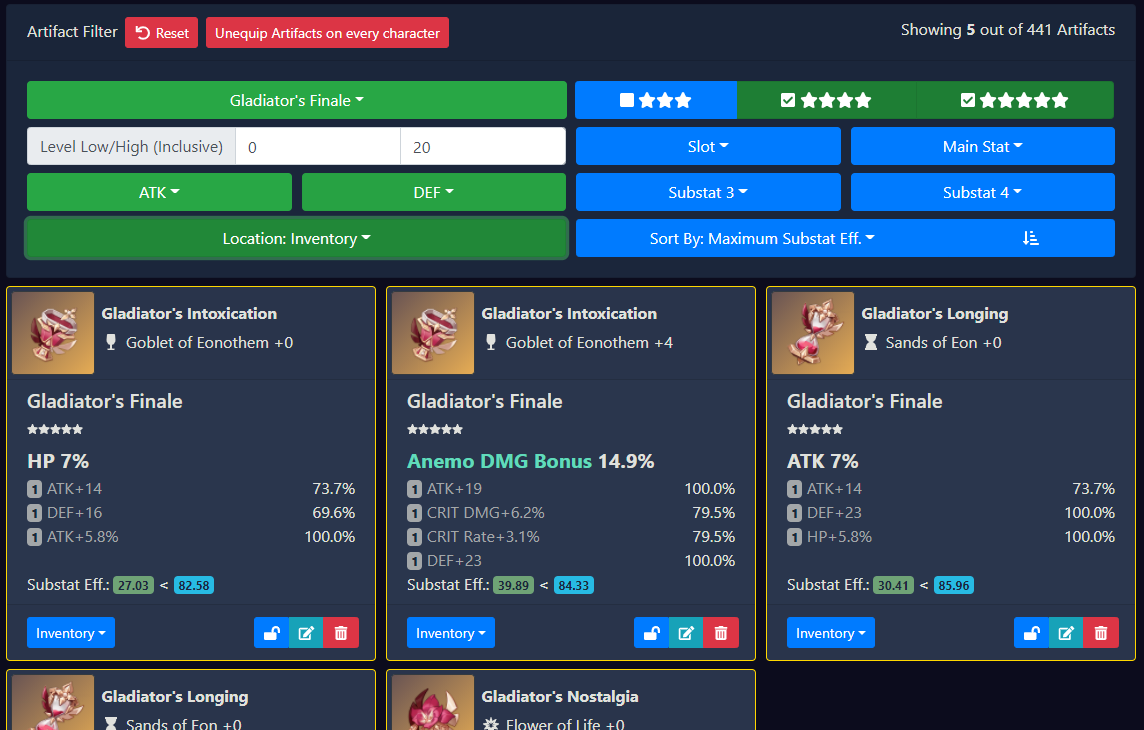 Artifact Filter Reset Unequip Artifacts on every character Showing 5 out of 441 Artifacts
Gladiator's Finale
Level Low/High (Inclusive) 0 20 Slot Main Stat
ATK DEF Substat 3 Substat 4
Location: Inventory Sort By: Maximum Substat Eff.
Gladiator's Intoxication
Goblet of Eonothem +0
Gladiator's Finale
HP 7%
1 ATK+14 73.7%
1 DEF+16 69.6%
1 ATK+5.8% 100.0%
Substat Eff.: 27.03 < 82.58
Inventory
Gladiator's Intoxication
Goblet of Eonothem +4
Gladiator's Finale
Anemo DMG Bonus 14.9%
1 ATK+19 100.0%
1 CRIT DMG+6.2% 79.5%
1 CRIT Rate+3.1% 79.5%
1 DEF+23 100.0%
Substat Eff.: 39.89 < 84.33
Inventory
Gladiator's Longing
Sands of Eon +0
Gladiator's Finale
ATK 7%
1 ATK+14 73.7%
1 DEF+23 100.0%
1 HP+5.8% 100.0%
Substat Eff.: 30.41 < 85.96
Inventory
Gladiator's Longing
Sands of Eon +0
Gladiator's Nostalgia
Flower of Life +0